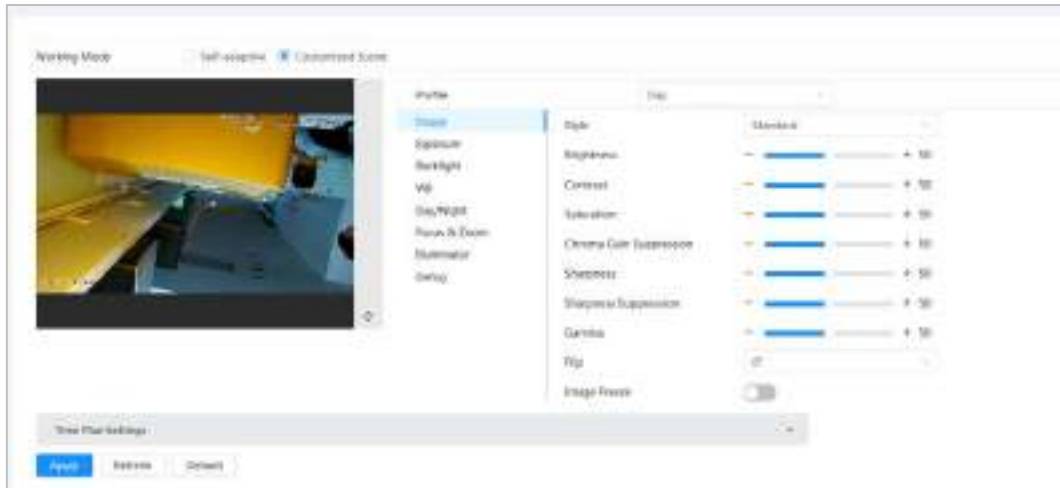 Working Mode Self-adaptive Customized Scene
Profile Day
Image
Exposure
Backlight
WB
Day/Night
Focus & Zoom
Illuminator
Defog
Style Standard
Brightness - + 50
Contrast - + 50
Saturation - + 50
Chroma Gain Suppression - + 50
Sharpness - + 50
Sharpness Suppression - + 50
Gamma - + 50
Flip 0°
Image Freeze
Time Plan Settings
Apply Refresh Default